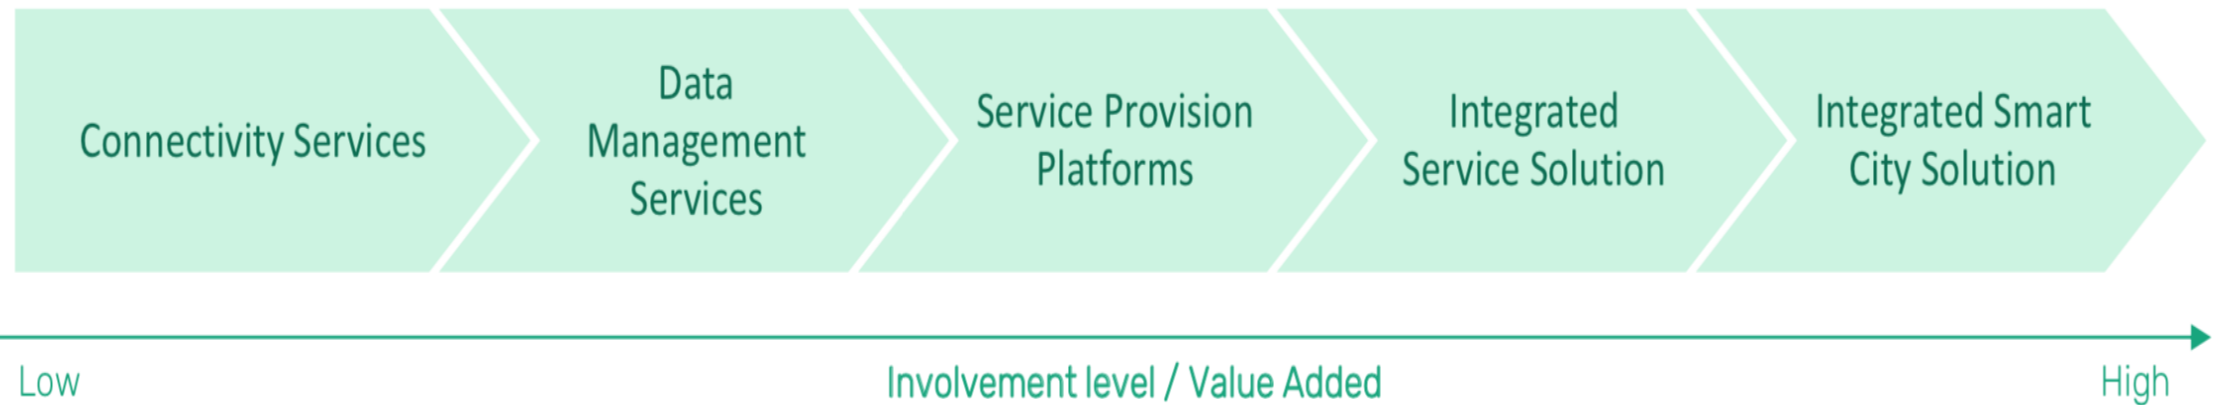 Connectivity Services
Data
Management
Services
Service Provision
Platforms
Integrated
Service Solution
Integrated Smart
City Solution
Low
Involvement level / Value Added
High